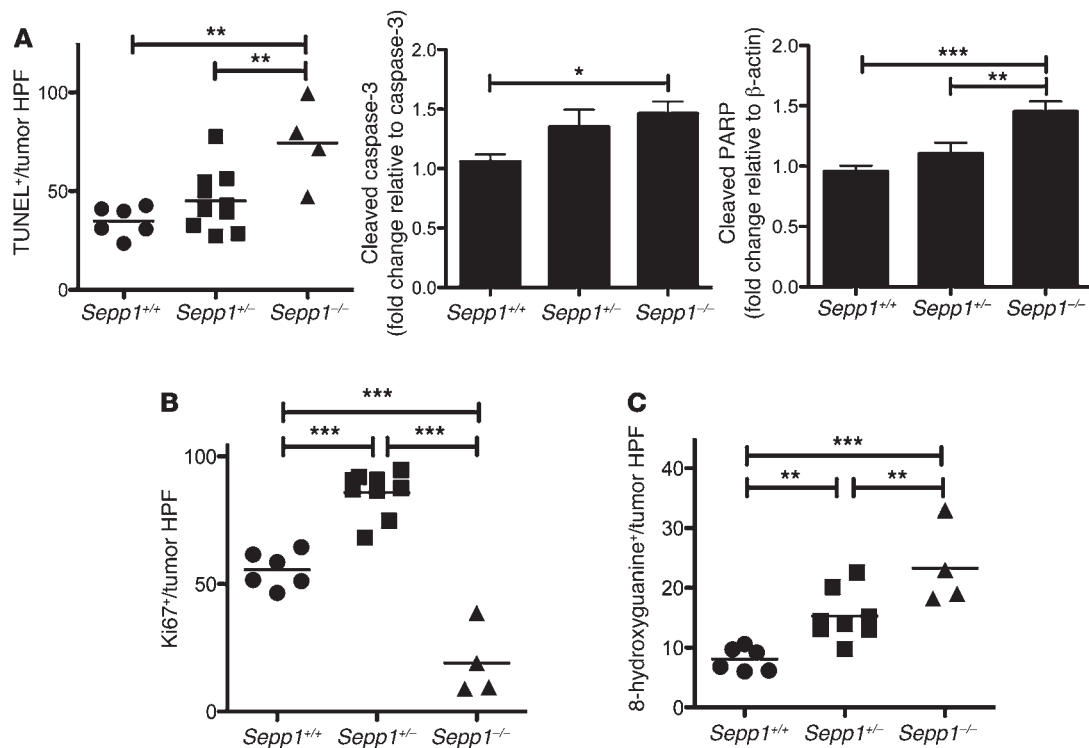 A
TUNEL⁺/tumor HPF
100
50
0
**
**
Sepp1⁺/⁺
Sepp1⁺/⁻
Sepp1⁻/⁻
Cleaved caspase-3
(fold change relative to caspase-3)
2.0
1.5
1.0
0.5
0.0
*
Sepp1⁺/⁺
Sepp1⁺/⁻
Sepp1⁻/⁻
Cleaved PARP
(fold change relative to β-actin)
2.0
1.5
1.0
0.5
0.0
***
**
Sepp1⁺/⁺
Sepp1⁺/⁻
Sepp1⁻/⁻
B
Ki67⁺/tumor HPF
100
50
0
***
***
***
Sepp1⁺/⁺
Sepp1⁺/⁻
Sepp1⁻/⁻
C
8-hydroxyguanine⁺/tumor HPF
40
30
20
10
0
***
**
**
Sepp1⁺/⁺
Sepp1⁺/⁻
Sepp1⁻/⁻